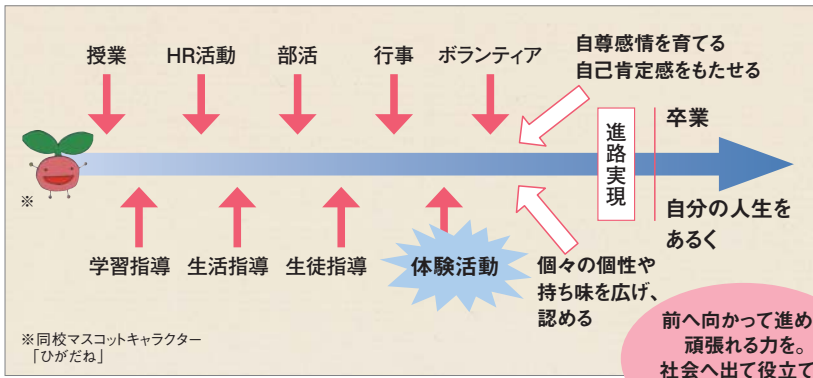 授業
HR活動
部活
行事
ボランティア
自尊感情を育てる
自己肯定感をもたせる
進路実現
卒業
自分の人生を
あるく
※
学習指導
生活指導
生徒指導
体験活動
個々の個性や
持ち味を広げ、
認める
※同校マスコットキャラクター
「ひがだね」
前へ向かって進め
頑張れる力を。
社会へ出て役立て